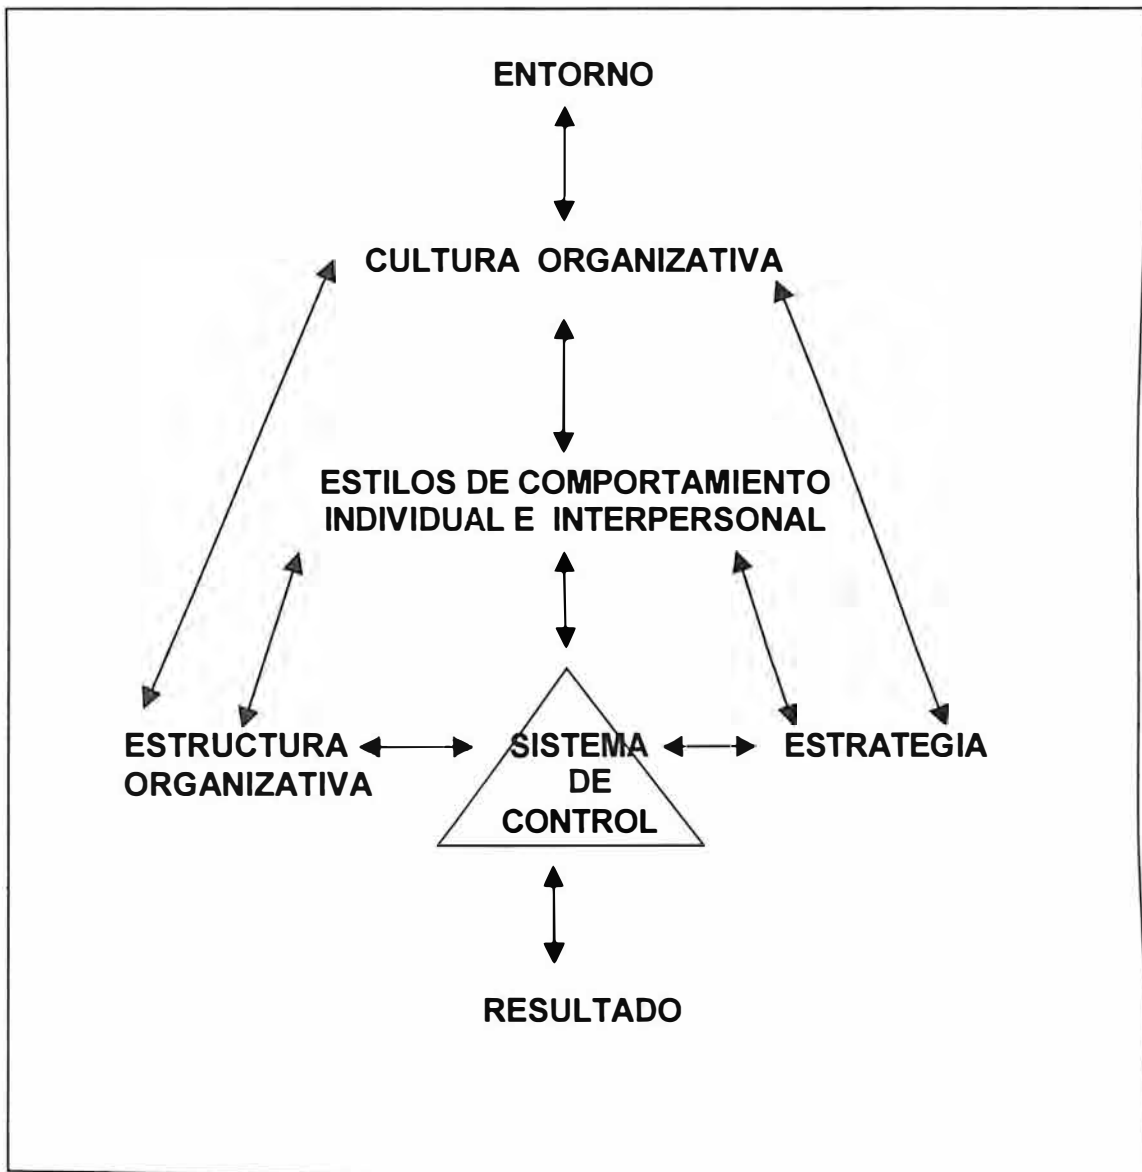 ENTORNO
CULTURA ORGANIZATIVA
ESTILOS DE COMPORTAMIENTO
INDIVIDUAL E INTERPERSONAL
ESTRUCTURA
ORGANIZATIVA
SISTEMA
DE
CONTROL
ESTRATEGIA
RESULTADO